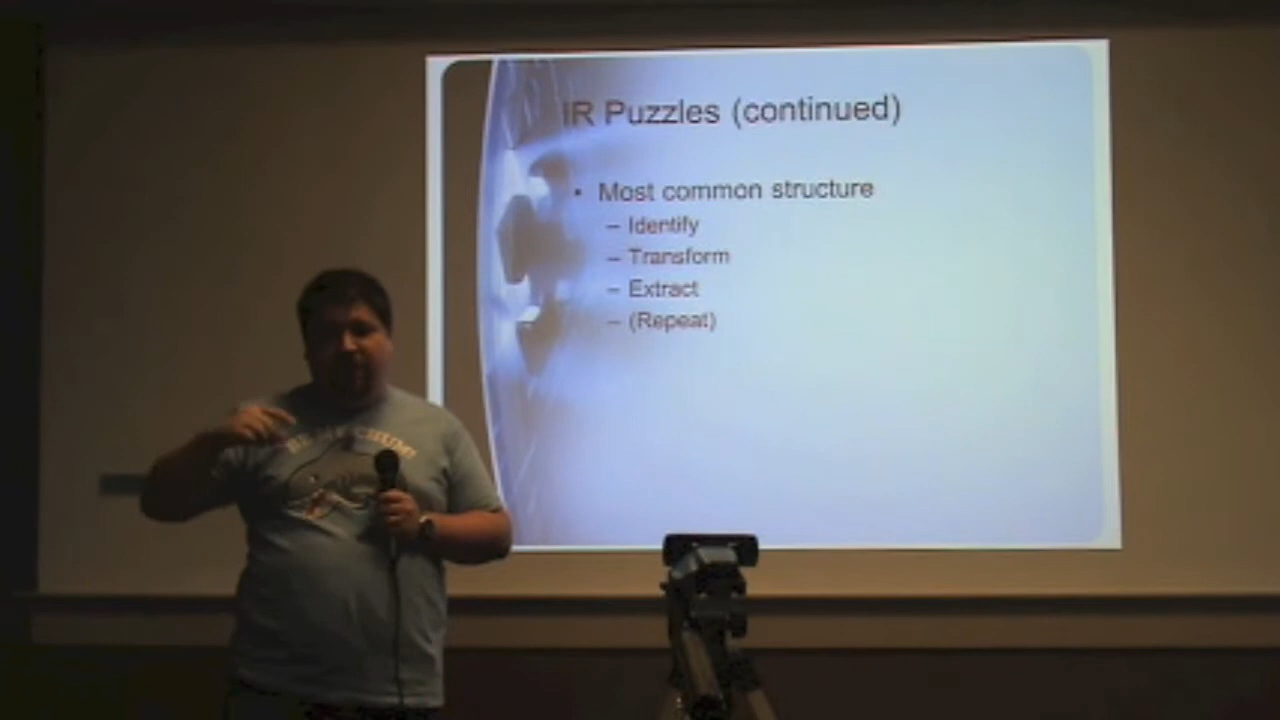 IR Puzzles (continued)
• Most common structure
– Identify
– Transform
– Extract
– (Repeat)